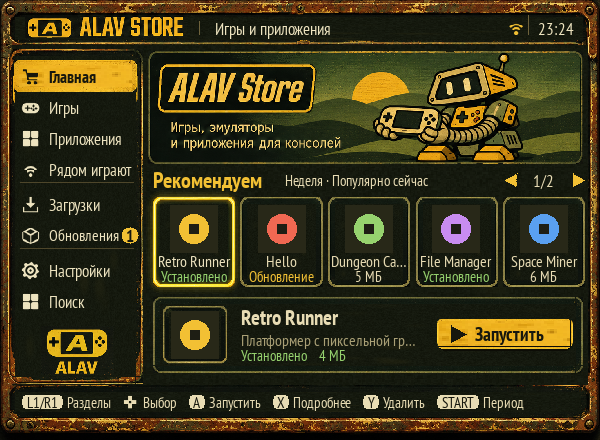 A ALAV STORE
Игры и приложения
23:24
Главная
Игры
Приложения
Рядом играют
Загрузки
Обновления 1
Настройки
Поиск
A
ALAV
ALAV Store
Игры, эмуляторы
и приложения для консолей
Рекомендуем
Неделя · Популярно сейчас
1/2
Retro Runner
Установлено
Hello
Обновление
Dungeon Ca...
5 МБ
File Manager
Установлено
Space Miner
6 МБ
Retro Runner
Платформер с пиксельной гр...
Установлено 4 МБ
Запустить
L1/R1 Разделы
Выбор
A Запустить
X Подробнее
Y Удалить
START Период